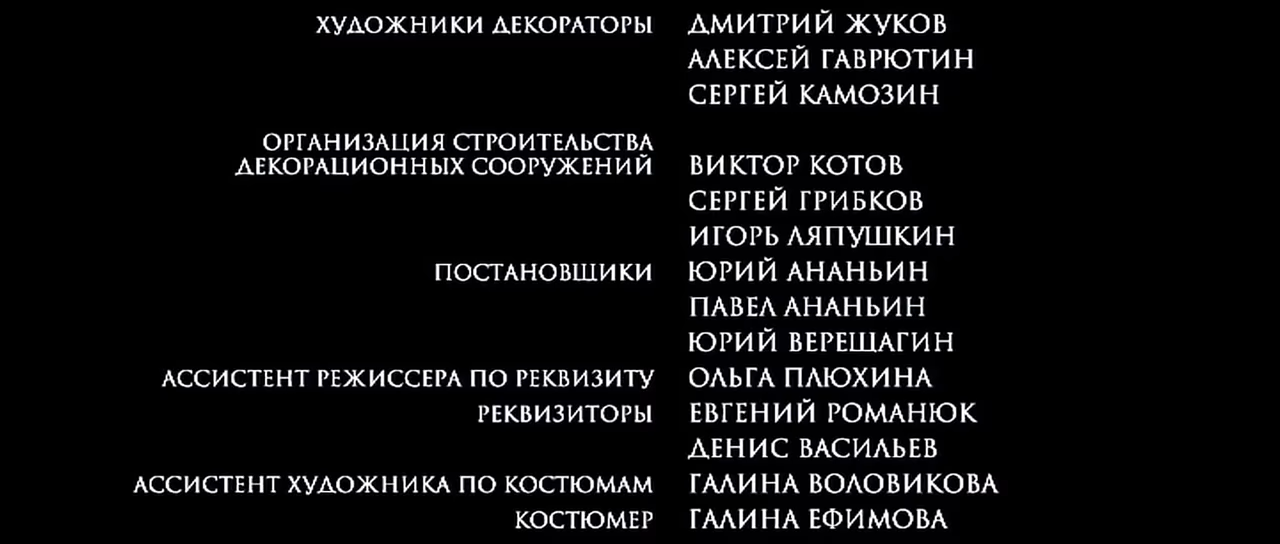 ХУДОЖНИКИ ДЕКОРАТОРЫ ДМИТРИЙ ЖУКОВ
АЛЕКСЕЙ ГАВРЮТИН
СЕРГЕЙ КАМОЗИН
ОРГАНИЗАЦИЯ СТРОИТЕЛЬСТВА
ДЕКОРАЦИОННЫХ СООРУЖЕНИЙ ВИКТОР КОТОВ
СЕРГЕЙ ГРИБКОВ
ИГОРЬ ЛЯПУШКИН
ПОСТАНОВЩИКИ ЮРИЙ АНАНЬИН
ПАВЕЛ АНАНЬИН
ЮРИЙ ВЕРЕЩАГИН
АССИСТЕНТ РЕЖИССЕРА ПО РЕКВИЗИТУ ОЛЬГА ПЛЮХИНА
РЕКВИЗИТОРЫ ЕВГЕНИЙ РОМАНЮК
ДЕНИС ВАСИЛЬЕВ
АССИСТЕНТ ХУДОЖНИКА ПО КОСТЮМАМ ГАЛИНА ВОЛОВИКОВА
КОСТЮМЕР ГАЛИНА ЕФИМОВА